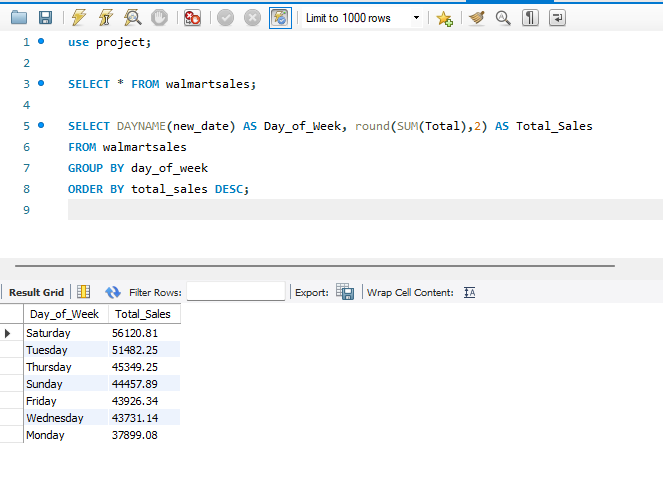 Limit to 1000 rows
1 use project;
2
3 SELECT * FROM walmartsales;
4
5 SELECT DAYNAME(new_date) AS Day_of_Week, round(SUM(Total),2) AS Total_Sales
6 FROM walmartsales
7 GROUP BY day_of_week
8 ORDER BY total_sales DESC;
9
Result Grid Filter Rows: Export: Wrap Cell Content:
Day_of_Week Total_Sales
Saturday 56120.81
Tuesday 51482.25
Thursday 45349.25
Sunday 44457.89
Friday 43926.34
Wednesday 43731.14
Monday 37899.08